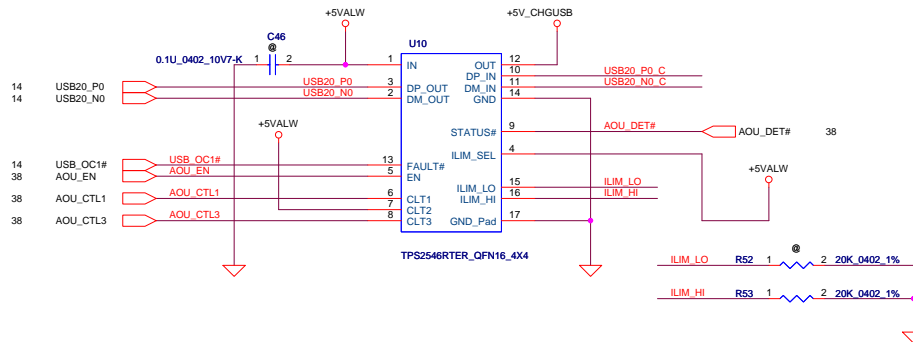 +5VALW
+5V_CHGUSB
C46
@
U10
0.1U_0402_10V7-K
1
2
1
IN
OUT
12
DP_IN
10
USB20_P0_C
14
USB20_P0
USB20_P0
3
DP_OUT
DM_IN
11
USB20_N0_C
14
USB20_N0
USB20_N0
2
DM_OUT
GND
14
+5VALW
STATUS#
9
AOU_DET#
AOU_DET#
38
ILIM_SEL
4
14
USB_OC1#
USB_OC1#
13
FAULT#
+5VALW
38
AOU_EN
AOU_EN
5
EN
ILIM_LO
15
ILIM_LO
38
AOU_CTL1
AOU_CTL1
6
CLT1
ILIM_HI
16
ILIM_HI
7
CLT2
38
AOU_CTL3
AOU_CTL3
8
CLT3
GND_Pad
17
TPS2546RTER_QFN16_4X4
@
ILIM_LO
R52
1
2
20K_0402_1%
ILIM_HI
R53
1
2
20K_0402_1%